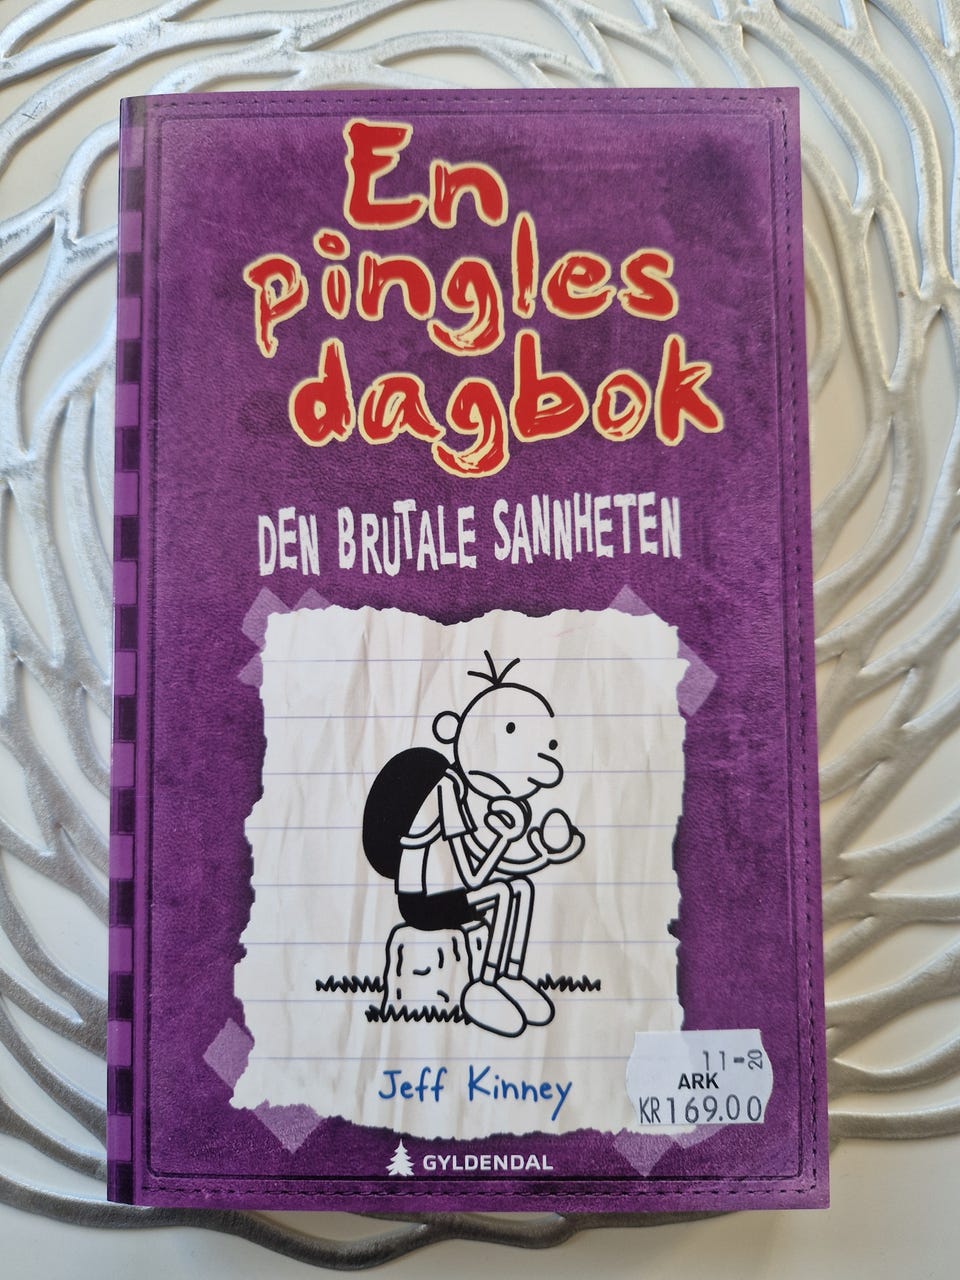 En
pingles
dagbok
DEN BRUTALE SANNHETEN
Jeff Kinney
11-20
ARK
KR169.00
GYLDENDAL